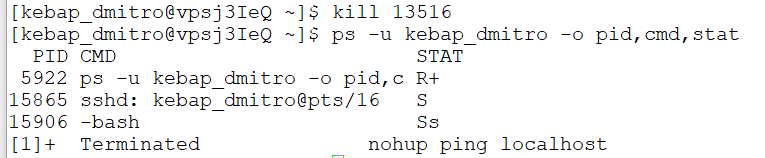 [kebap_dmitro@vpsj3IeQ ~]$ kill 13516
[kebap_dmitro@vpsj3IeQ ~]$ ps -u kebap_dmitro -o pid,cmd,stat
  PID CMD                         STAT
 5922 ps -u kebap_dmitro -o pid,c R+
15865 sshd: kebap_dmitro@pts/16   S
15906 -bash                       Ss
[1]+  Terminated              nohup ping localhost